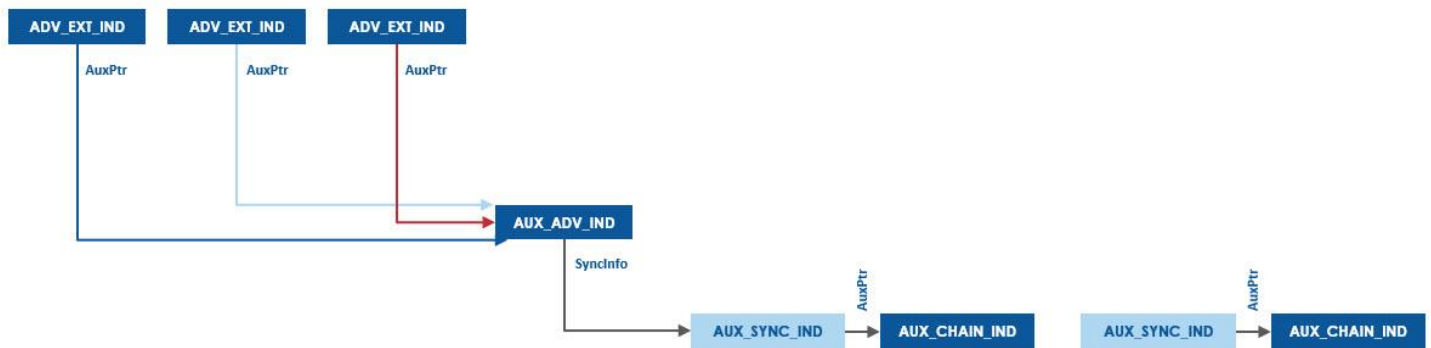 ADV_EXT_IND
ADV_EXT_IND
ADV_EXT_IND
AuxPtr
AuxPtr
AuxPtr
AUX_ADV_IND
SyncInfo
AuxPtr
AuxPtr
AUX_SYNC_IND
AUX_CHAIN_IND
AUX_SYNC_IND
AUX_CHAIN_IND